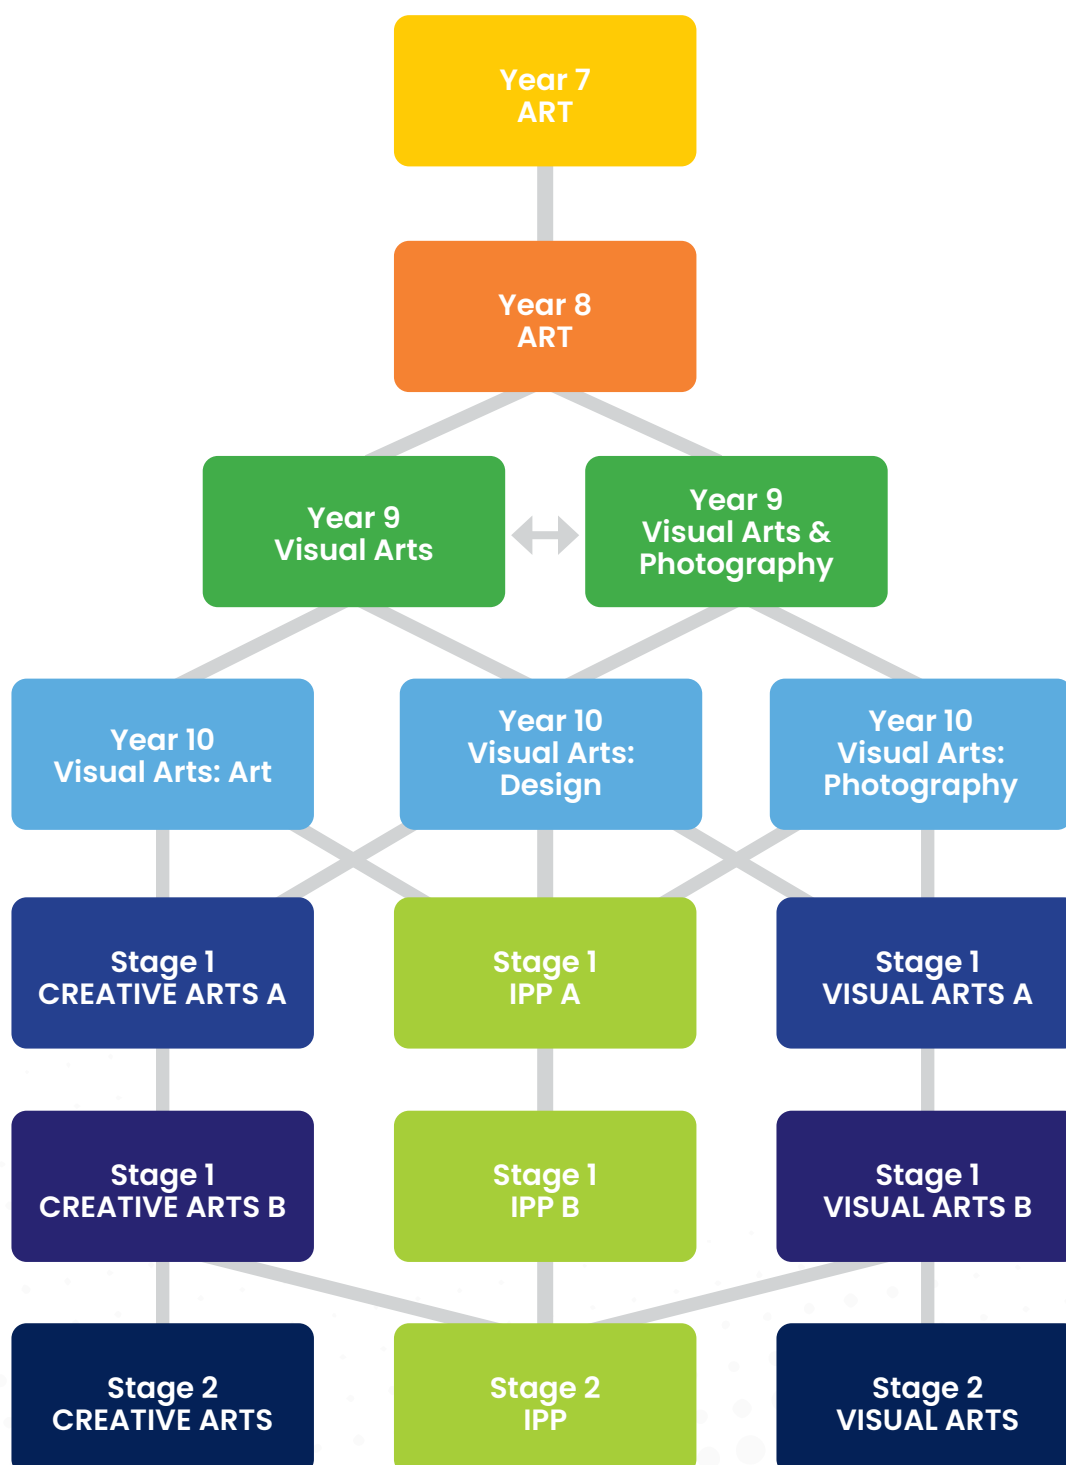 Year 7
ART
Year 8
ART
Year 9
Visual Arts
Year 9
Visual Arts &
Photography
Year 10
Visual Arts: Art
Year 10
Visual Arts:
Design
Year 10
Visual Arts:
Photography
Stage 1
CREATIVE ARTS A
Stage 1
IPP A
Stage 1
VISUAL ARTS A
Stage 1
CREATIVE ARTS B
Stage 1
IPP B
Stage 1
VISUAL ARTS B
Stage 2
CREATIVE ARTS
Stage 2
IPP
Stage 2
VISUAL ARTS